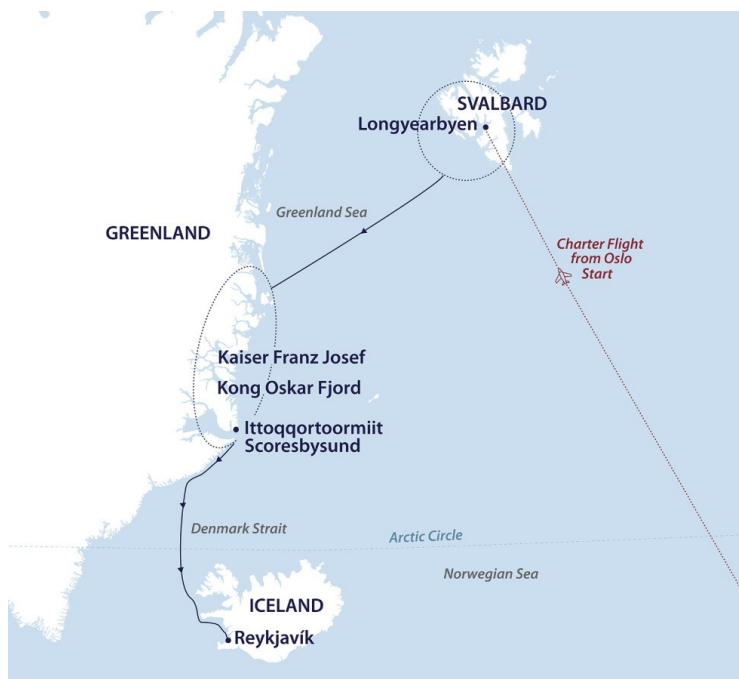 SVALBARD
Longyearbyen
Greenland Sea
GREENLAND
Charter Flight
from Oslo
Start
Kaiser Franz Josef
Kong Oskar Fjord
Ittoqqortoormiit
Scoresbysund
Denmark Strait
Arctic Circle
Norwegian Sea
ICELAND
Reykjavík